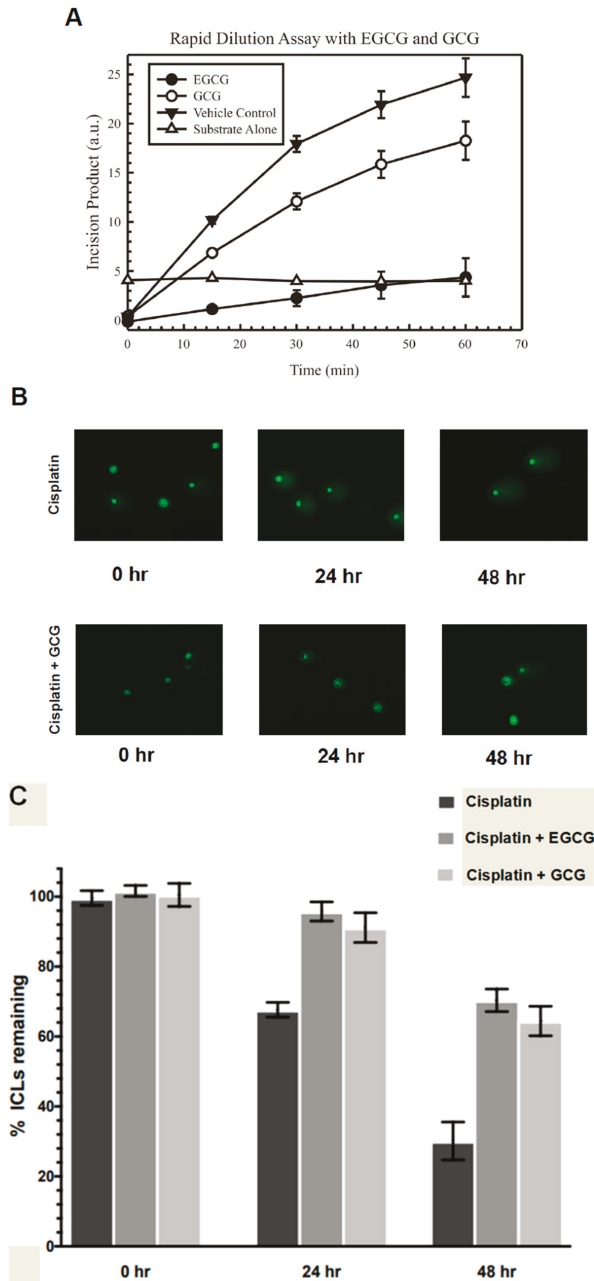 A
Rapid Dilution Assay with EGCG and GCG
EGCG
GCG
Vehicle Control
Substrate Alone
Incision Product (a.u.)
25
20
15
10
5
0
0 10 20 30 40 50 60 70
Time (min)
B
Cisplatin
0 hr 24 hr 48 hr
Cisplatin + GCG
0 hr 24 hr 48 hr
C
Cisplatin
Cisplatin + EGCG
Cisplatin + GCG
% ICLs remaining
100
80
60
40
20
0
0 hr 24 hr 48 hr